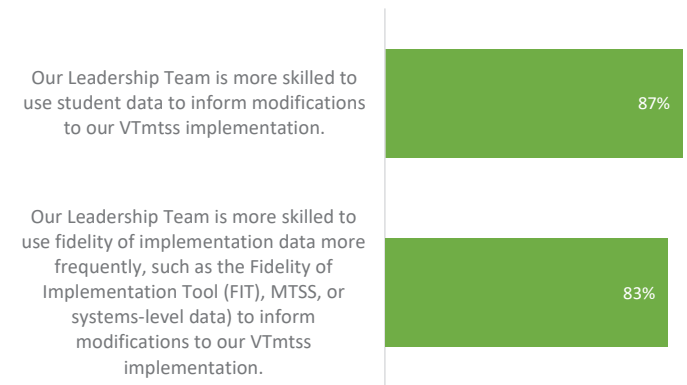 Our Leadership Team is more skilled to
use student data to inform modifications
to our VTmtss implementation.
87%
Our Leadership Team is more skilled to
use fidelity of implementation data more
frequently, such as the Fidelity of
Implementation Tool (FIT), MTSS, or
systems-level data) to inform
modifications to our VTmtss
implementation.
83%